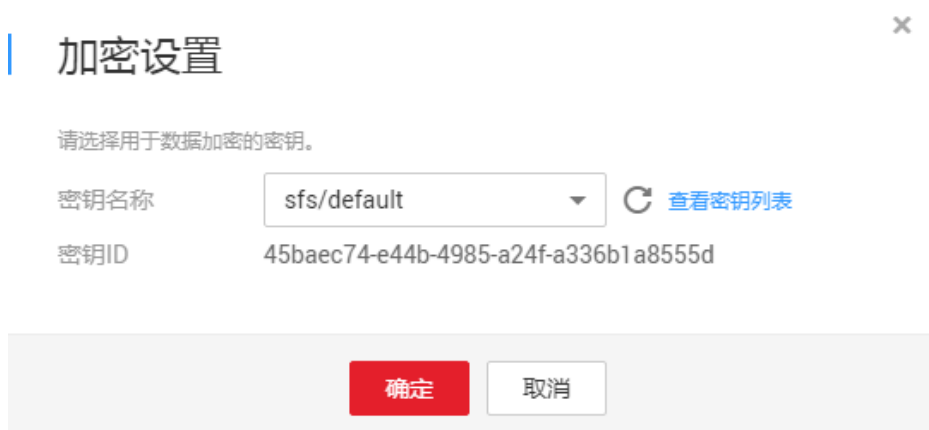 加密设置
请选择用于数据加密的密钥。
密钥名称 sfs/default 查看密钥列表
密钥ID 45baec74-e44b-4985-a24f-a336b1a8555d
确定 取消